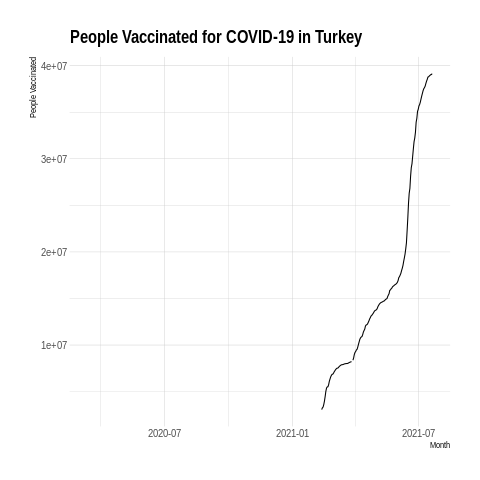 People Vaccinated for COVID-19 in Turkey
People Vaccinated
4e+07
3e+07
2e+07
1e+07
2020-07 2021-01 2021-07
Month